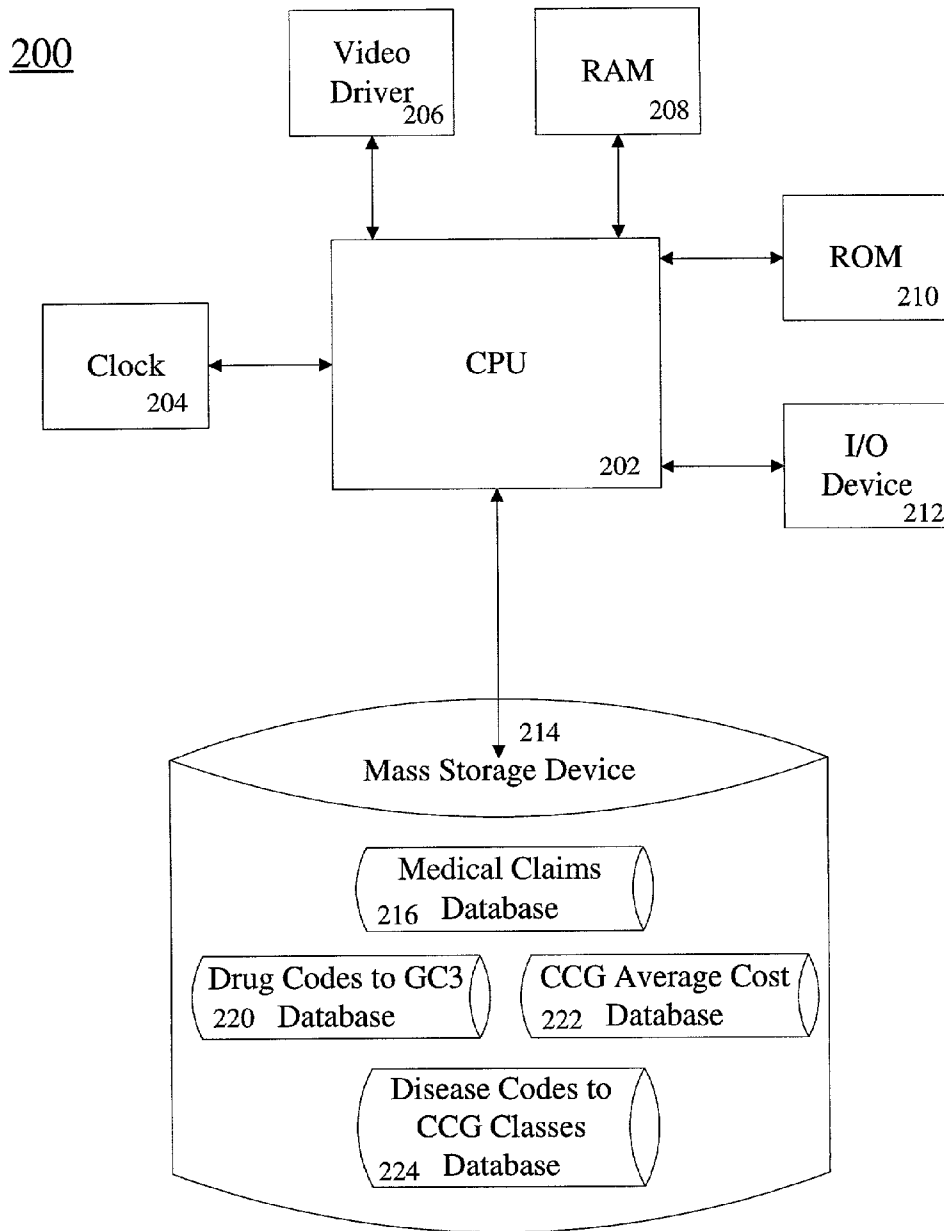 200
Video
Driver
206
RAM
208
ROM
210
Clock
204
CPU
202
I/O
Device
212
214
Mass Storage Device
Medical Claims
216 Database
Drug Codes to GC3
220 Database
CCG Average Cost
222 Database
Disease Codes to
CCG Classes
224 Database